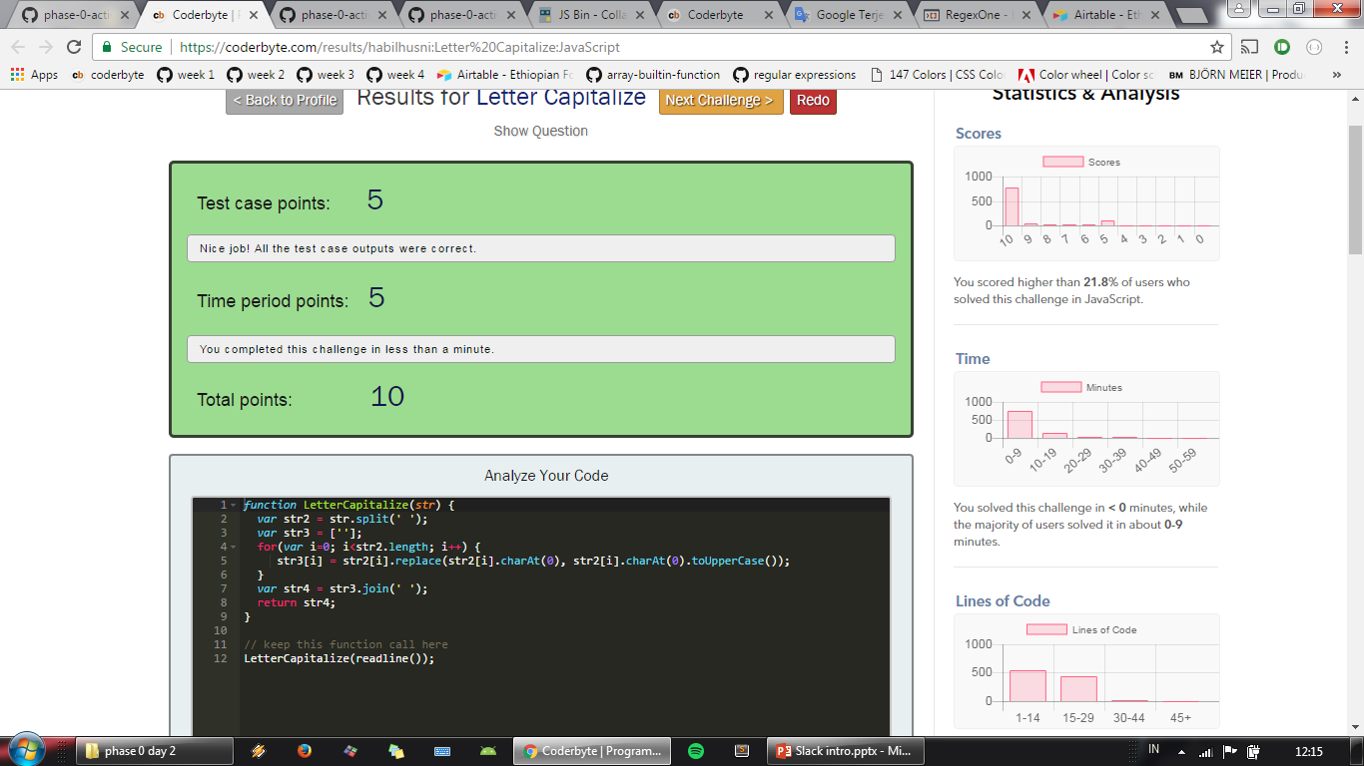 phase-0-acti
Coderbyte | P
phase-0-acti
phase-0-acti
JS Bin - Colla
Coderbyte
Google Terje
RegexOne - L
Airtable - Eth
Secure | https://coderbyte.com/results/habilhusni:Letter%20Capitalize:JavaScript
Apps
coderbyte
week 1
week 2
week 3
week 4
Airtable - Ethiopian Fo
array-builtin-function
regular expressions
147 Colors | CSS Colo
Color wheel | Color sc
BM BJÖRN MEIER | Produ
»
< Back to Profile
Results for Letter Capitalize
Next Challenge >
Redo
Show Question
Test case points: 5
Nice job! All the test case outputs were correct.
Time period points: 5
You completed this challenge in less than a minute.
Total points: 10
Analyze Your Code
1 function LetterCapitalize(str) {
2 var str2 = str.split(' ');
3 var str3 = [''];
4 for(var i=0; i<str2.length; i++) {
5 str3[i] = str2[i].replace(str2[i].charAt(0), str2[i].charAt(0).toUpperCase());
6 }
7 var str4 = str3.join(' ');
8 return str4;
9 }
10
11 // keep this function call here
12 LetterCapitalize(readline());
Statistics & Analysis
Scores
Scores
1000
500
0
10 9 8 7 6 5 4 3 2 1 0
You scored higher than 21.8% of users who
solved this challenge in JavaScript.
Time
Minutes
1000
500
0
0-9 10-19 20-29 30-39 40-49 50-59
You solved this challenge in < 0 minutes, while
the majority of users solved it in about 0-9
minutes.
Lines of Code
Lines of Code
1000
500
0
1-14 15-29 30-44 45+
phase 0 day 2
Coderbyte | Program...
Slack intro.pptx - Mi...
IN
12:15